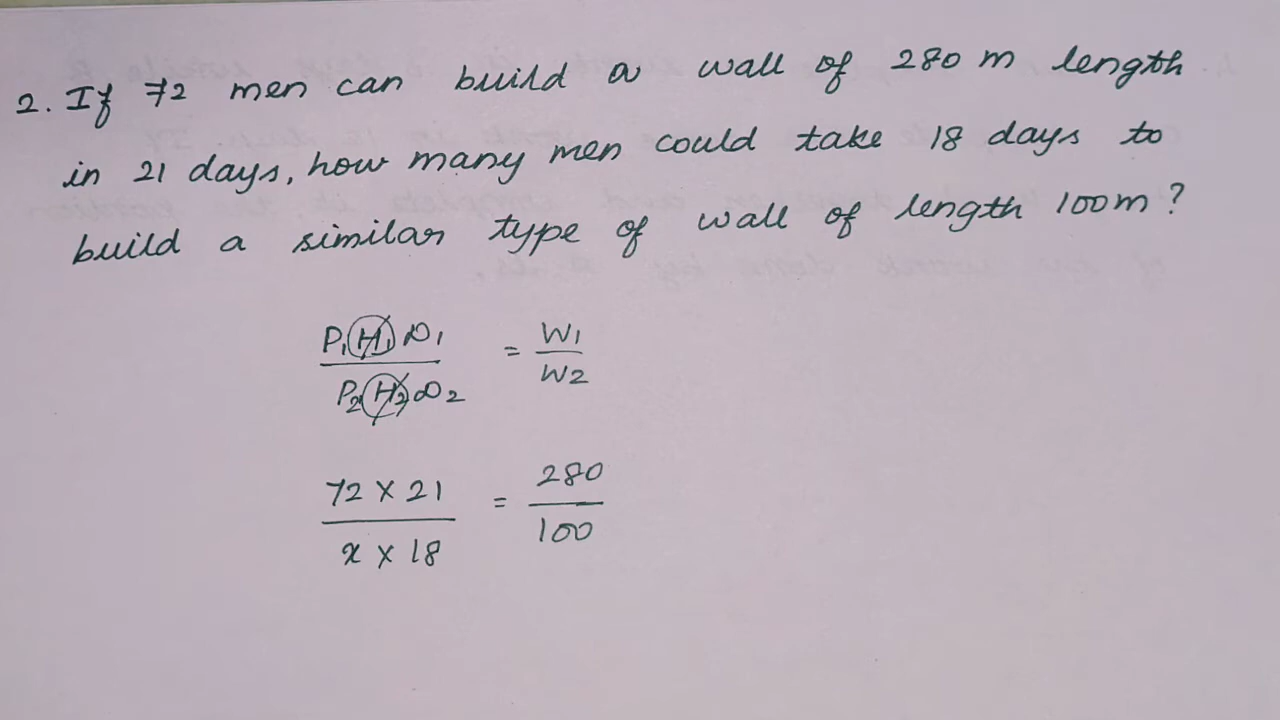 2. If 72 men can build a wall of 280 m length
in 21 days, how many men could take 18 days to
build a similar type of wall of length 100m?
P₁ H₁ D₁ / P₂ H₂ D₂ = W₁ / W₂
72 × 21 / x × 18 = 280 / 100